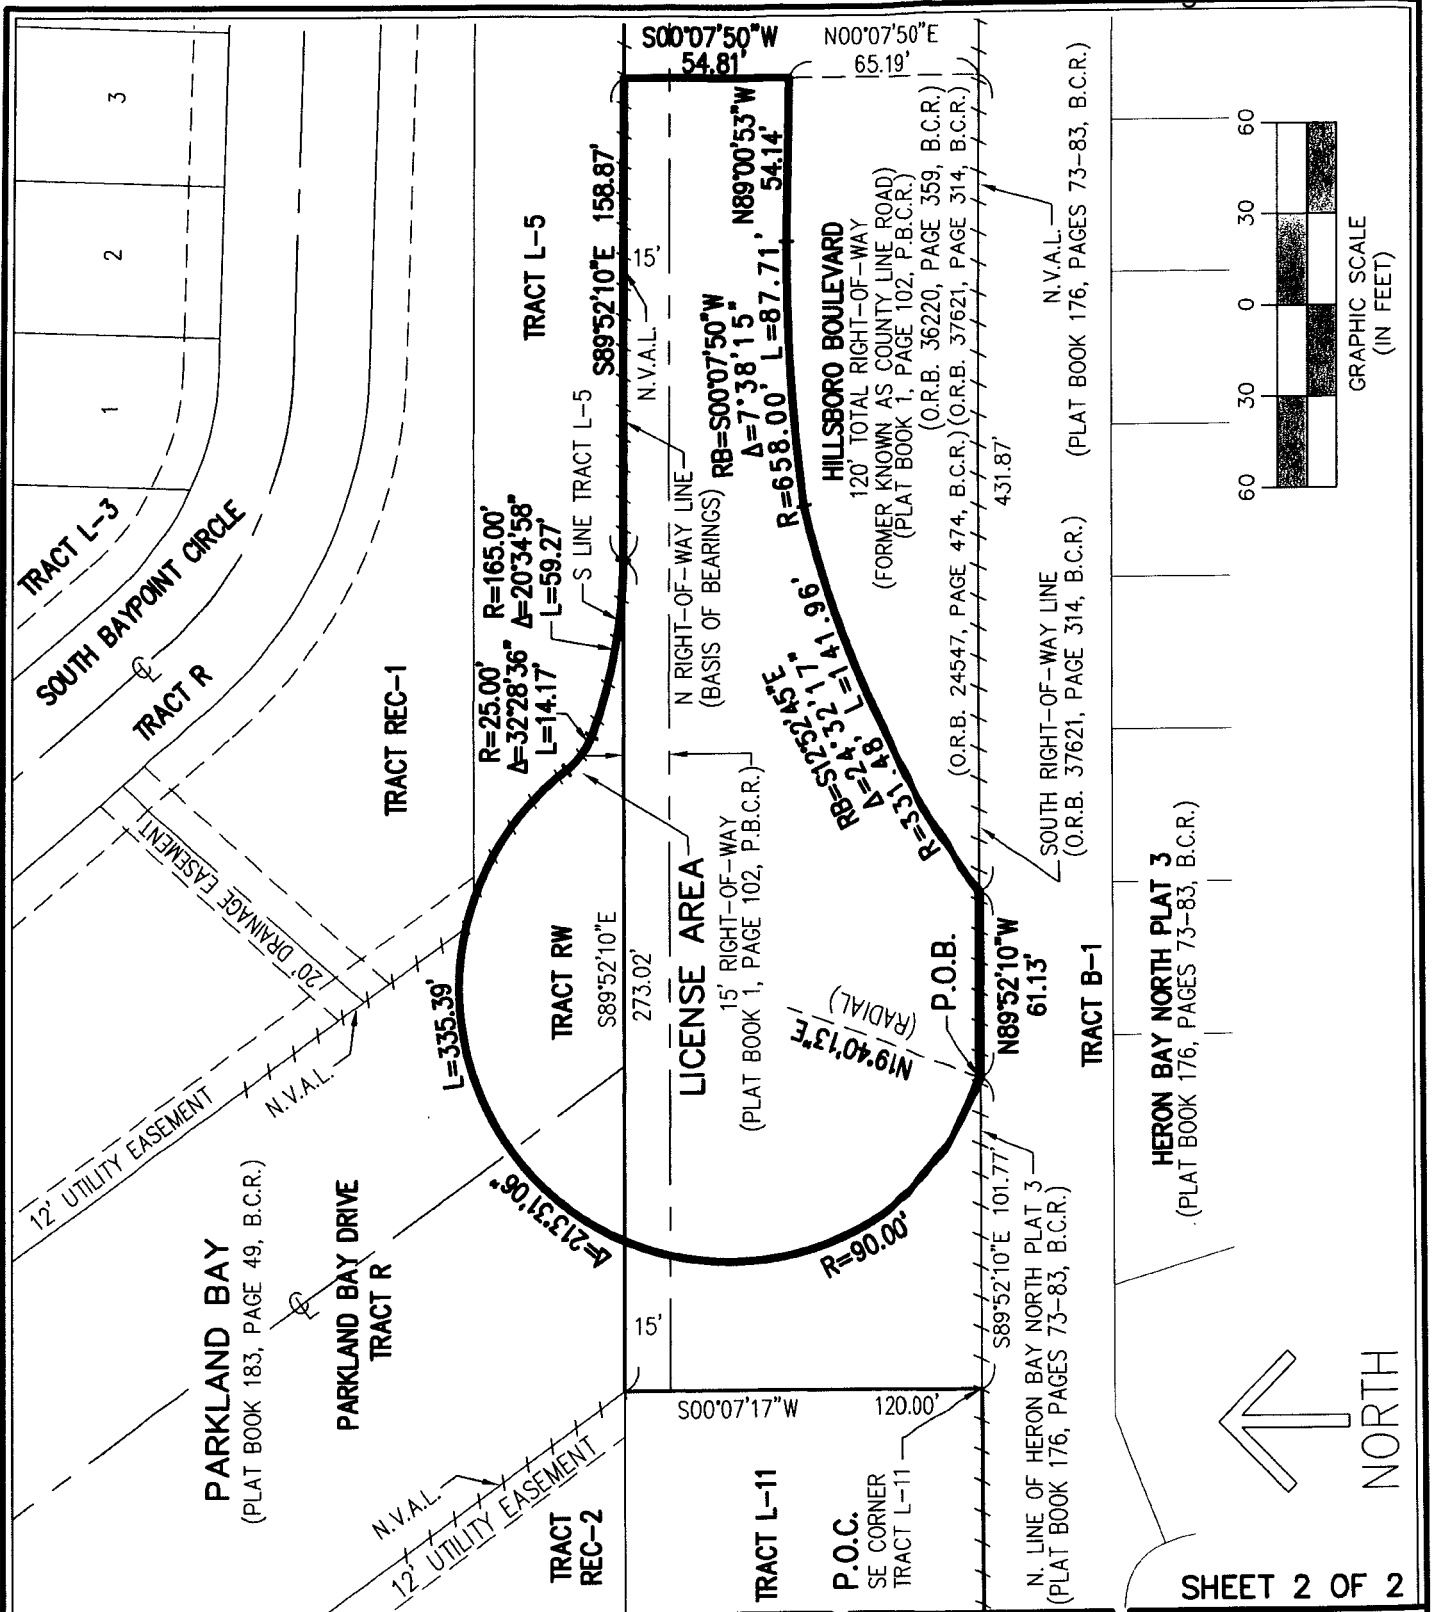 S00°07'50"W
54.81'
N00°07'50"E
65.19'
3
2
1
TRACT L-3
SOUTH BAYPOINT CIRCLE
℄
TRACT R
TRACT REC-1
20' DRAINAGE EASEMENT
TRACT L-5
S89°52'10"E 158.87'
15'
N.V.A.L.
S LINE TRACT L-5
R=165.00'
Δ=20°34'58"
L=59.27'
R=25.00'
Δ=32°28'36"
L=14.17'
N RIGHT-OF-WAY LINE
(BASIS OF BEARINGS)
N89°00'53"W
54.14'
RB=S00°07'50"W
Δ=7°38'15"
R=658.00' L=87.71'
HILLSBORO BOULEVARD
120' TOTAL RIGHT-OF-WAY
(FORMER KNOWN AS COUNTY LINE ROAD)
(PLAT BOOK 1, PAGE 102, P.B.C.R.)
(O.R.B. 36220, PAGE 359, B.C.R.)
(O.R.B. 24547, PAGE 474, B.C.R.)(O.R.B. 37621, PAGE 314, B.C.R.)
431.87'
N.V.A.L.
(PLAT BOOK 176, PAGES 73-83, B.C.R.)
60 30 0 30 60
GRAPHIC SCALE
(IN FEET)
RB=S12°52'45"E
Δ=24°32'17"
R=331.48' L=141.96'
SOUTH RIGHT-OF-WAY LINE
(O.R.B. 37621, PAGE 314, B.C.R.)
TRACT RW
S89°52'10"E
273.02'
LICENSE AREA
15' RIGHT-OF-WAY
(PLAT BOOK 1, PAGE 102, P.B.C.R.)
N19°40'13"E
(RADIAL)
P.O.B.
N89°52'10"W
61.13'
TRACT B-1
HERON BAY NORTH PLAT 3
(PLAT BOOK 176, PAGES 73-83, B.C.R.)
L=335.39'
Δ=213°31'06"
R=90.00'
12' UTILITY EASEMENT
N.V.A.L.
PARKLAND BAY
(PLAT BOOK 183, PAGE 49, B.C.R.)
℄
PARKLAND BAY DRIVE
TRACT R
15'
S00°07'17"W 120.00'
S89°52'10"E 101.77'
N. LINE OF HERON BAY NORTH PLAT 3
(PLAT BOOK 176, PAGES 73-83, B.C.R.)
N.V.A.L.
12' UTILITY EASEMENT
TRACT
REC-2
TRACT L-11
P.O.C.
SE CORNER
TRACT L-11
NORTH
SHEET 2 OF 2